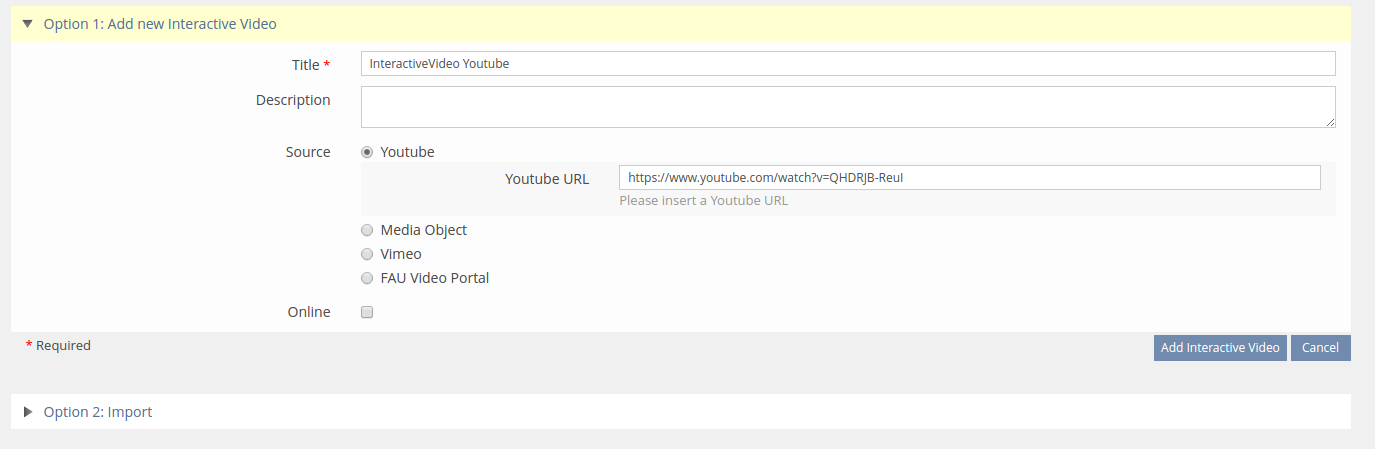 Option 1: Add new Interactive Video
Title * InteractiveVideo Youtube
Description
Source Youtube
Youtube URL https://www.youtube.com/watch?v=QHDRJB-ReuI
Please insert a Youtube URL
Media Object
Vimeo
FAU Video Portal
Online
* Required Add Interactive Video Cancel
Option 2: Import